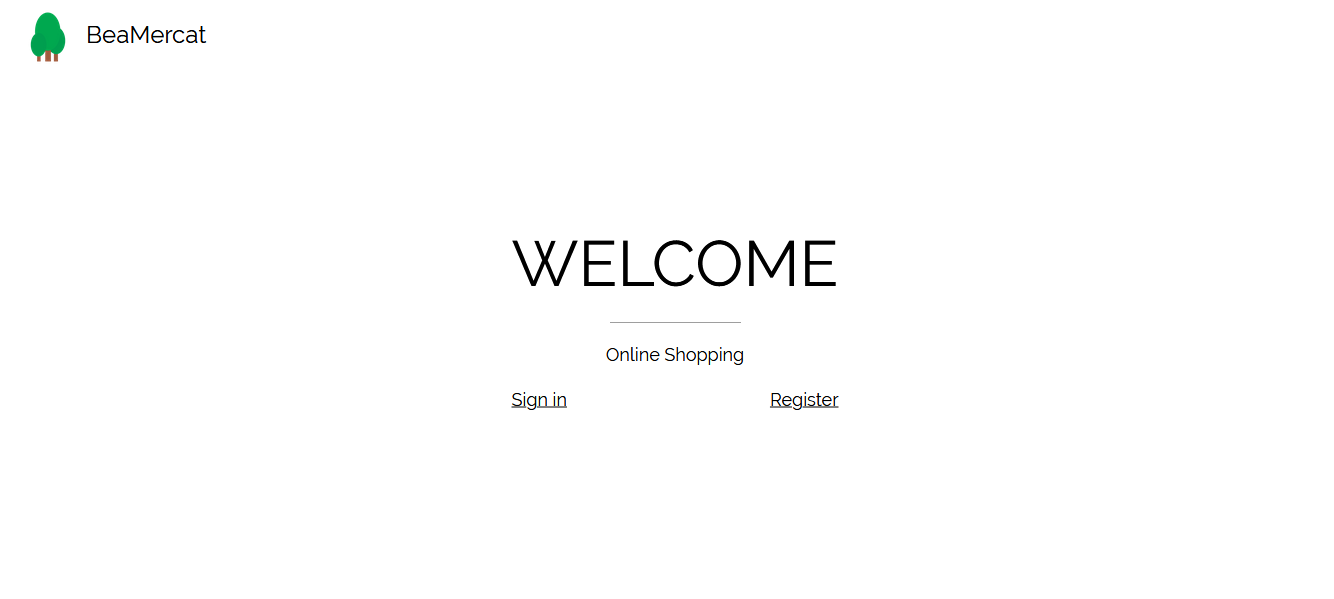 BeaMercat
WELCOME
Online Shopping
Sign in
Register